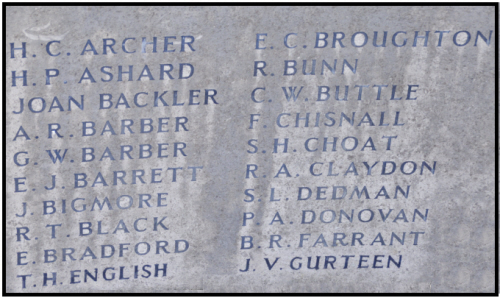 H. C. ARCHER
H. P. ASHARD
JOAN BACKLER
A. R. BARBER
G. W. BARBER
E. J. BARRETT
J. BIGMORE
R. T. BLACK
E. BRADFORD
T. H. ENGLISH
E. C. BROUGHTON
R. BUNN
C. W. BUTTLE
F. CHISNALL
S. H. CHOAT
R. A. CLAYDON
S. L. DEDMAN
P. A. DONOVAN
B. R. FARRANT
J. V. GURTEEN